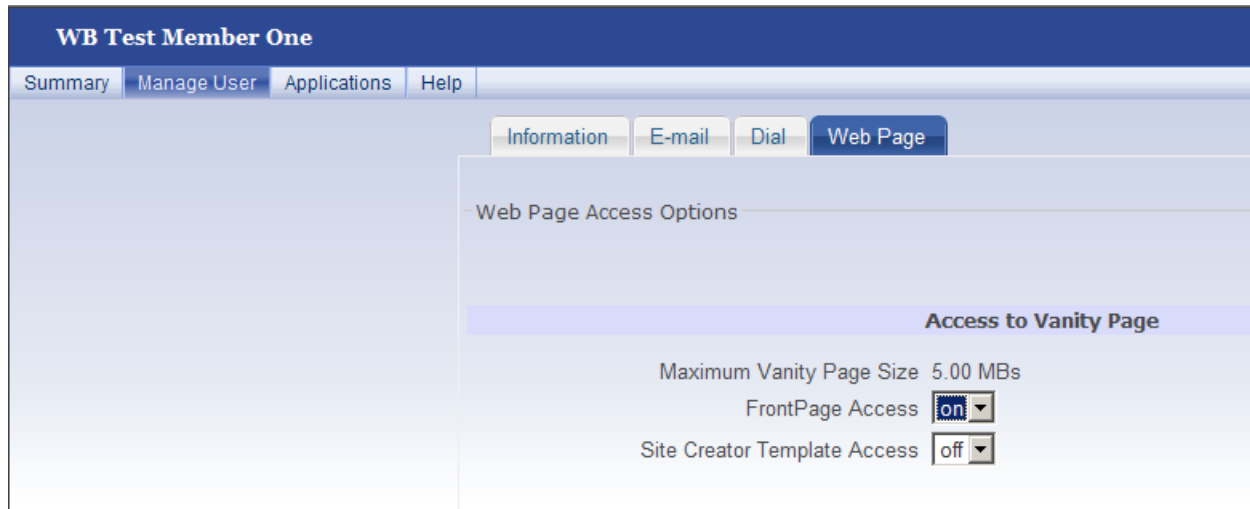 WB Test Member One
Summary Manage User Applications Help
Information E-mail Dial Web Page
Web Page Access Options
Access to Vanity Page
Maximum Vanity Page Size 5.00 MBs
FrontPage Access on
Site Creator Template Access off